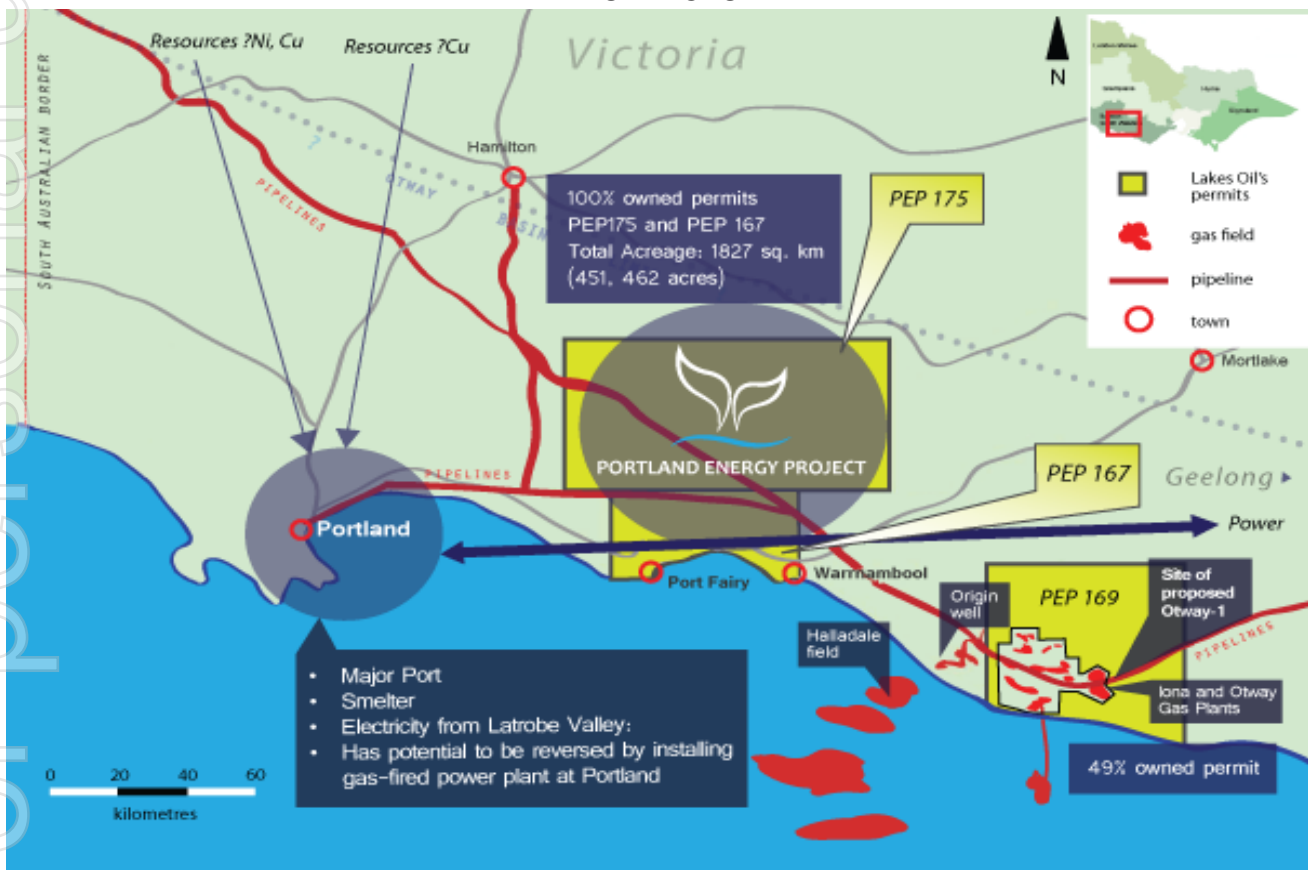 Resources ?Ni, Cu
Resources ?Cu
Victoria
N
SOUTH AUSTRALIAN BORDER
?
OTWAY
BASIN
PIPELINES
Hamilton
100% owned permits
PEP175 and PEP 167
Total Acreage: 1827 sq. km
(451, 462 acres)
PEP 175
Lakes Oil's
permits
gas field
pipeline
town
Mortlake
PORTLAND ENERGY PROJECT
PIPELINES
PEP 167
Geelong
Power
Portland
Port Fairy
Warrnambool
Origin
well
PEP 169
Site of
proposed
Otway-1
PIPELINES
Halladale
field
Iona and Otway
Gas Plants
49% owned permit
• Major Port
• Smelter
• Electricity from Latrobe Valley:
• Has potential to be reversed by installing
gas-fired power plant at Portland
0 20 40 60
kilometres